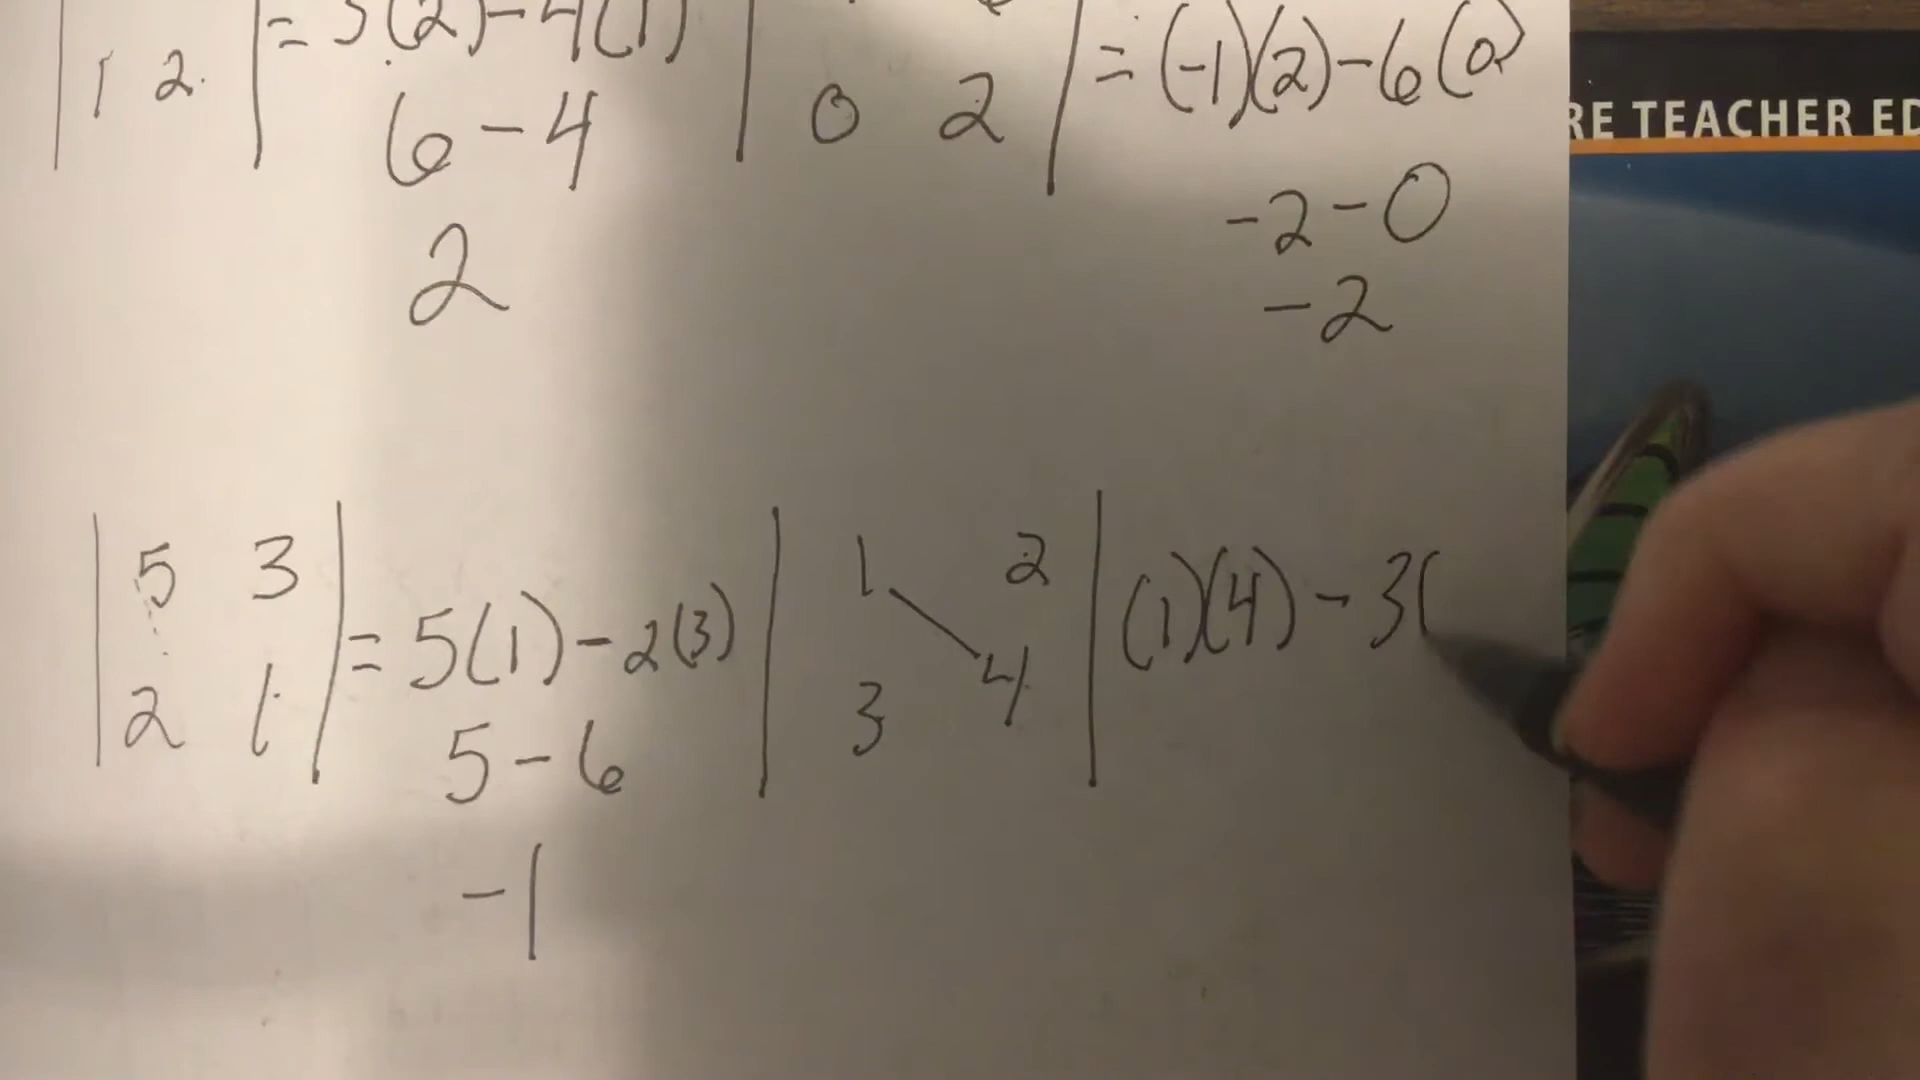 | 1 2 | = 3(2)-4(1)
6-4
2
| 0 2 | = (-1)(2)-6(0)
-2-0
-2
| 5 3
2 1 | = 5(1)-2(3)
5-6
-1
| 1 2
3 4 | (1)(4)-3(
RE TEACHER ED